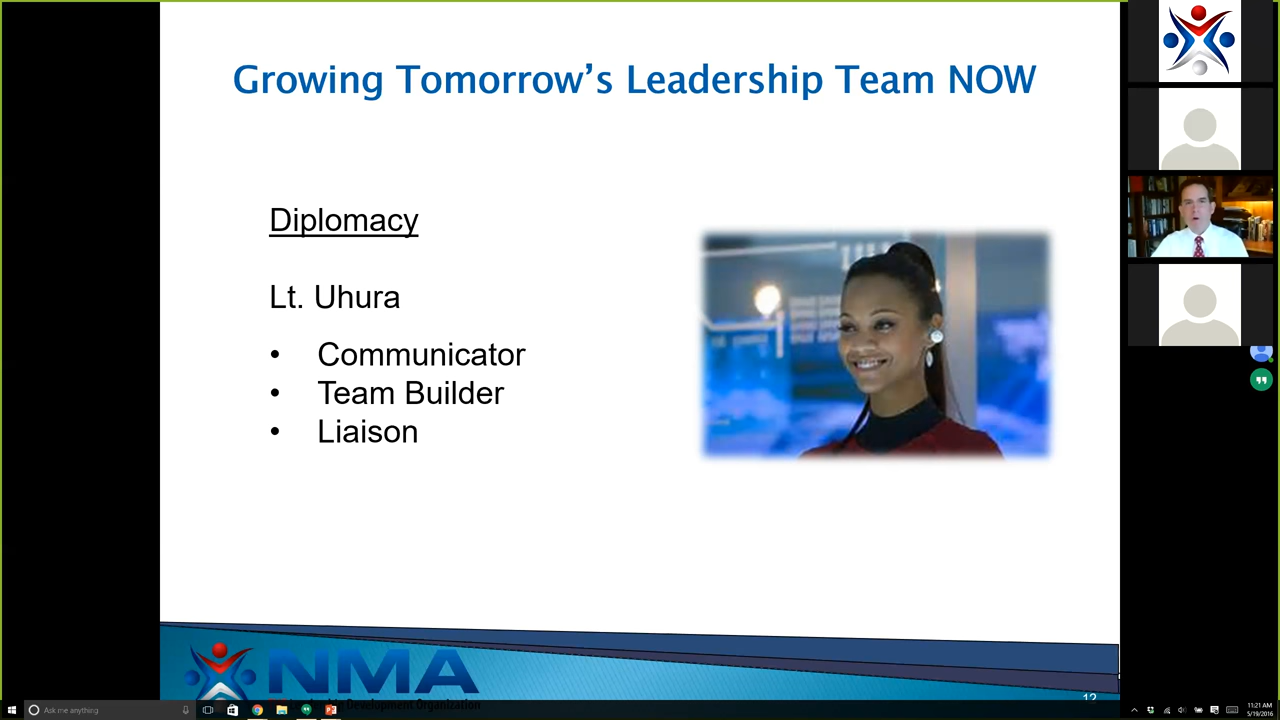 Growing Tomorrow's Leadership Team NOW
Diplomacy
Lt. Uhura
• Communicator
• Team Builder
• Liaison
NMA
Development Organization
12
Ask me anything
11:21 AM
5/19/2016